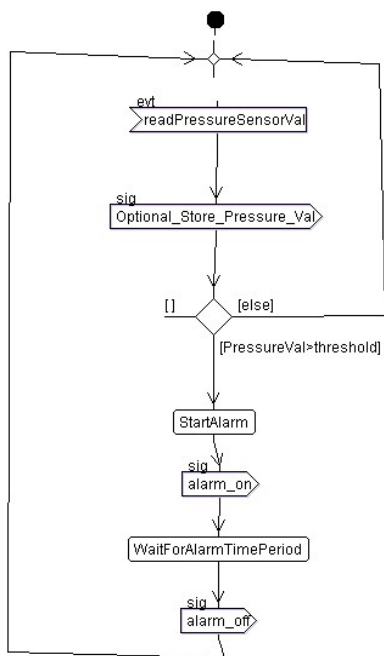 evt
readPressureSensorVal
sig
Optional_Store_Pressure_Val
[ ] [else]
[PressureVal>threshold]
StartAlarm
sig
alarm_on
WaitForAlarmTimePeriod
sig
alarm_off